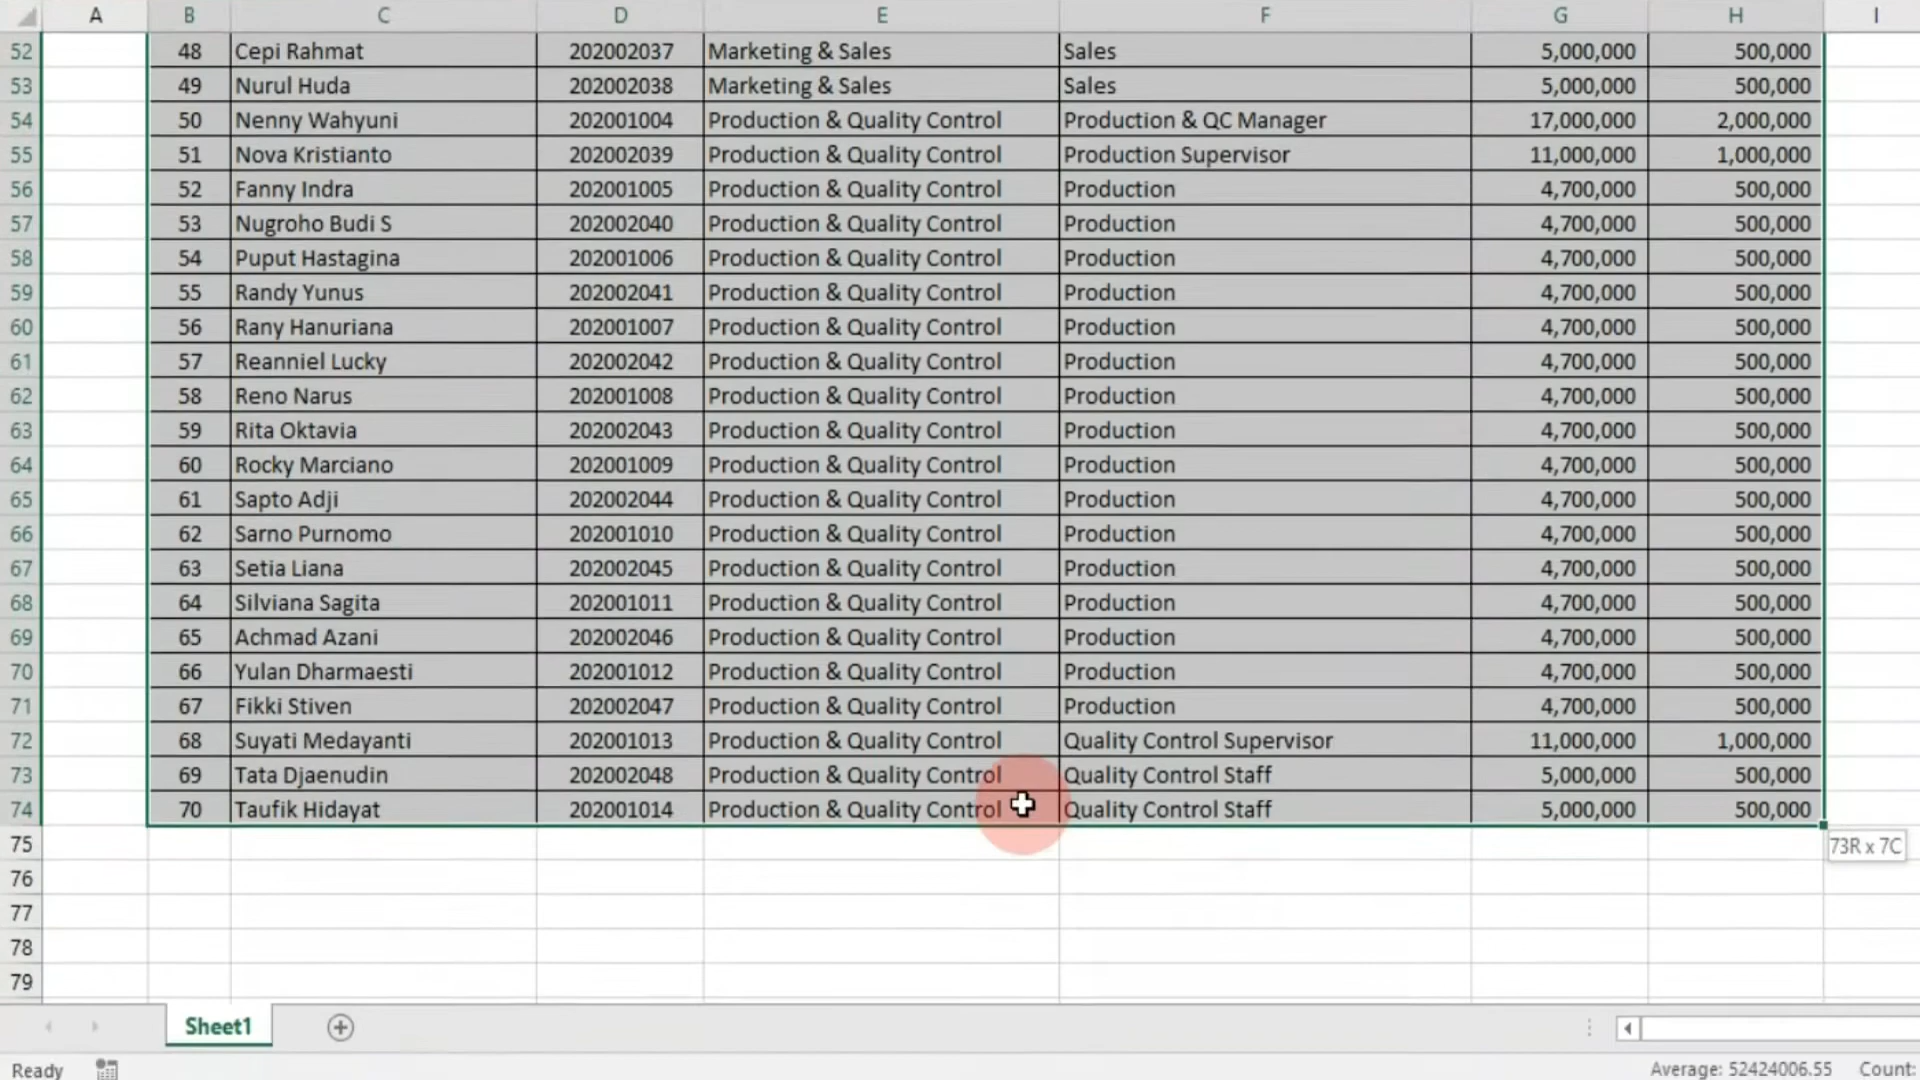 A B C D E F G H I
52 48 Cepi Rahmat 202002037 Marketing & Sales Sales 5,000,000 500,000
53 49 Nurul Huda 202002038 Marketing & Sales Sales 5,000,000 500,000
54 50 Nenny Wahyuni 202001004 Production & Quality Control Production & QC Manager 17,000,000 2,000,000
55 51 Nova Kristianto 202002039 Production & Quality Control Production Supervisor 11,000,000 1,000,000
56 52 Fanny Indra 202001005 Production & Quality Control Production 4,700,000 500,000
57 53 Nugroho Budi S 202002040 Production & Quality Control Production 4,700,000 500,000
58 54 Puput Hastagina 202001006 Production & Quality Control Production 4,700,000 500,000
59 55 Randy Yunus 202002041 Production & Quality Control Production 4,700,000 500,000
60 56 Rany Hanuriana 202001007 Production & Quality Control Production 4,700,000 500,000
61 57 Reanniel Lucky 202002042 Production & Quality Control Production 4,700,000 500,000
62 58 Reno Narus 202001008 Production & Quality Control Production 4,700,000 500,000
63 59 Rita Oktavia 202002043 Production & Quality Control Production 4,700,000 500,000
64 60 Rocky Marciano 202001009 Production & Quality Control Production 4,700,000 500,000
65 61 Sapto Adji 202002044 Production & Quality Control Production 4,700,000 500,000
66 62 Sarno Purnomo 202001010 Production & Quality Control Production 4,700,000 500,000
67 63 Setia Liana 202002045 Production & Quality Control Production 4,700,000 500,000
68 64 Silviana Sagita 202001011 Production & Quality Control Production 4,700,000 500,000
69 65 Achmad Azani 202002046 Production & Quality Control Production 4,700,000 500,000
70 66 Yulan Dharmaesti 202001012 Production & Quality Control Production 4,700,000 500,000
71 67 Fikki Stiven 202002047 Production & Quality Control Production 4,700,000 500,000
72 68 Suyati Medayanti 202001013 Production & Quality Control Quality Control Supervisor 11,000,000 1,000,000
73 69 Tata Djaenudin 202002048 Production & Quality Control Quality Control Staff 5,000,000 500,000
74 70 Taufik Hidayat 202001014 Production & Quality Control Quality Control Staff 5,000,000 500,000
75 73R x 7C
76
77
78
79
Sheet1
Ready Average: 52424006.55 Count: